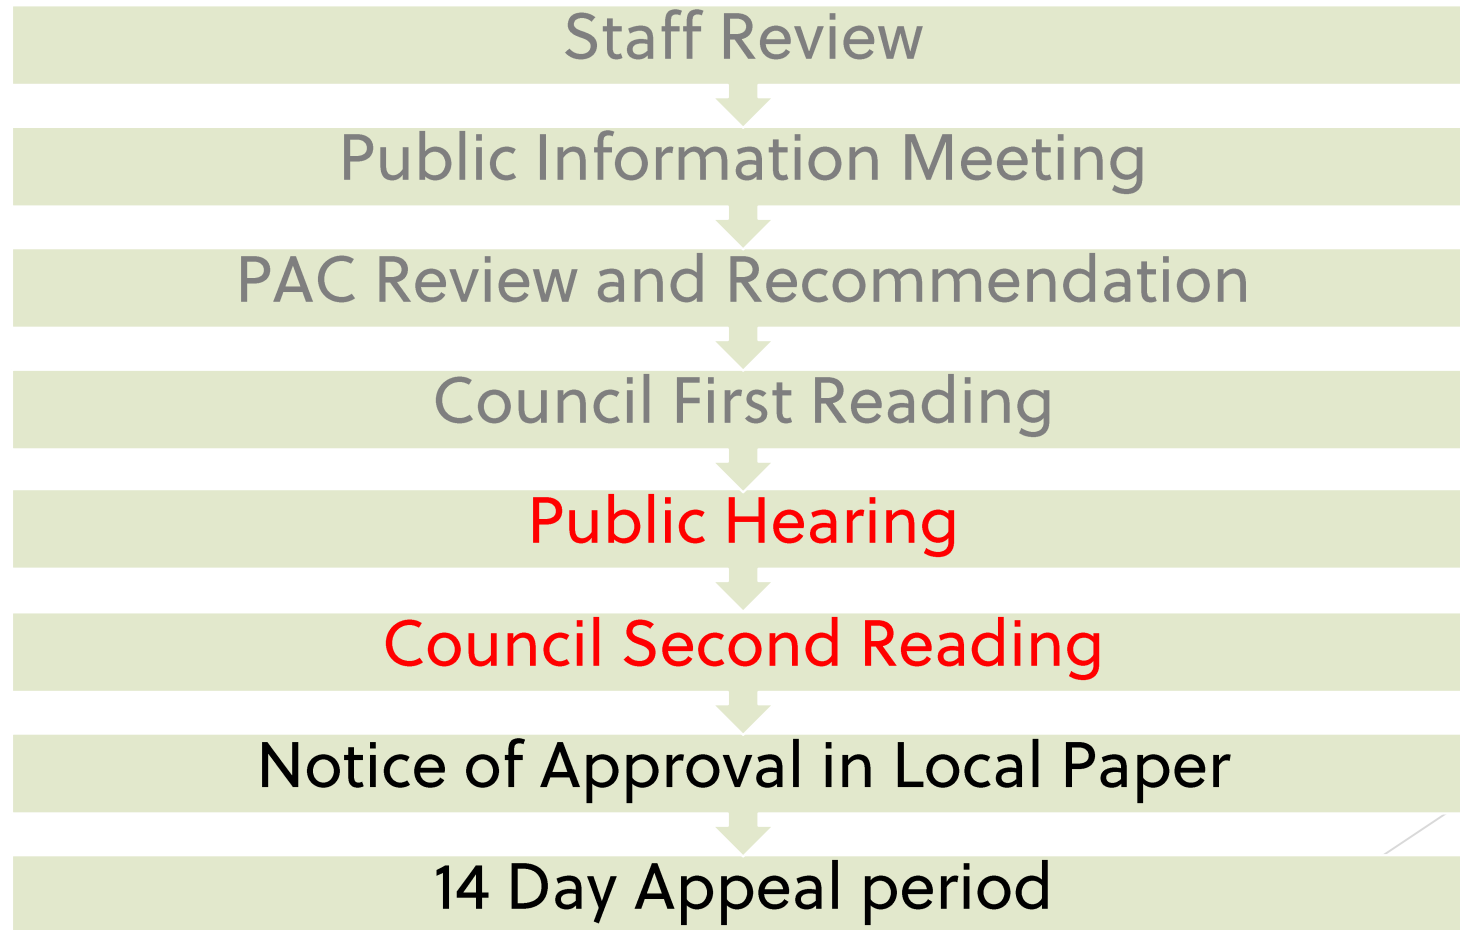 Staff Review
Public Information Meeting
PAC Review and Recommendation
Council First Reading
Public Hearing
Council Second Reading
Notice of Approval in Local Paper
14 Day Appeal period